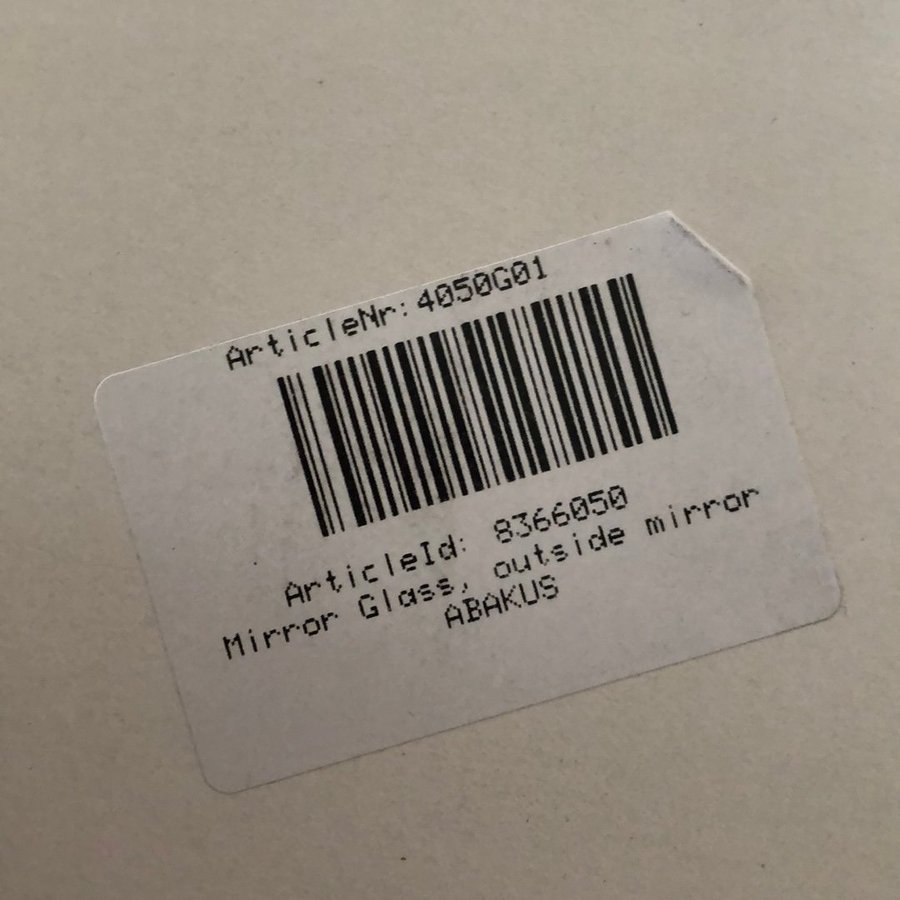 ArticleNr:4050G01
ArticleId: 8366050
Mirror Glass, outside mirror
ABAKUS